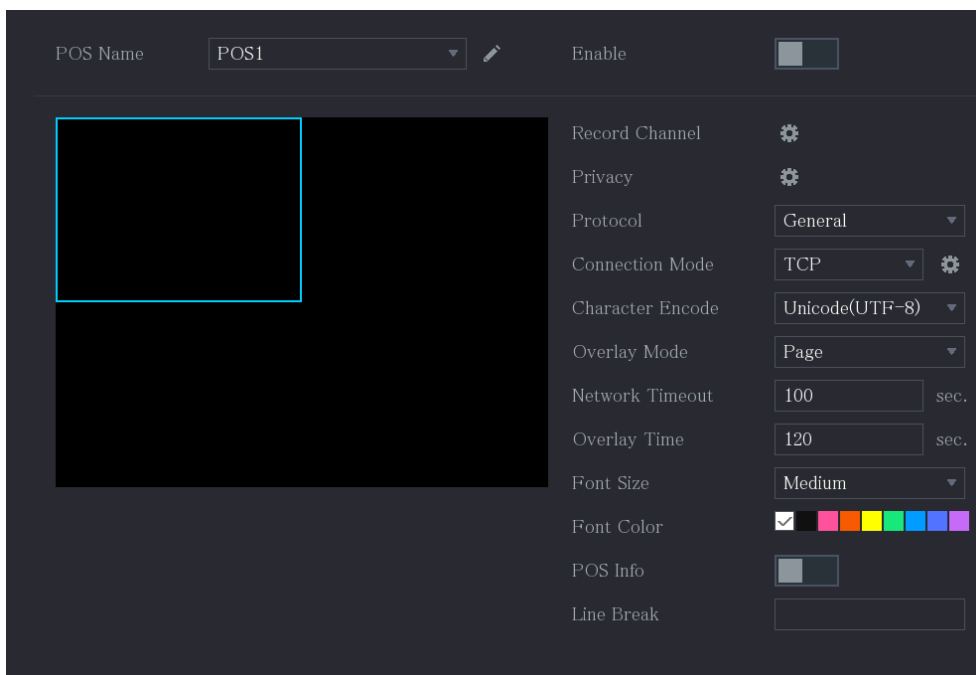 POS Name POS1 Enable
Record Channel
Privacy
Protocol General
Connection Mode TCP
Character Encode Unicode(UTF-8)
Overlay Mode Page
Network Timeout 100 sec.
Overlay Time 120 sec.
Font Size Medium
Font Color
POS Info
Line Break